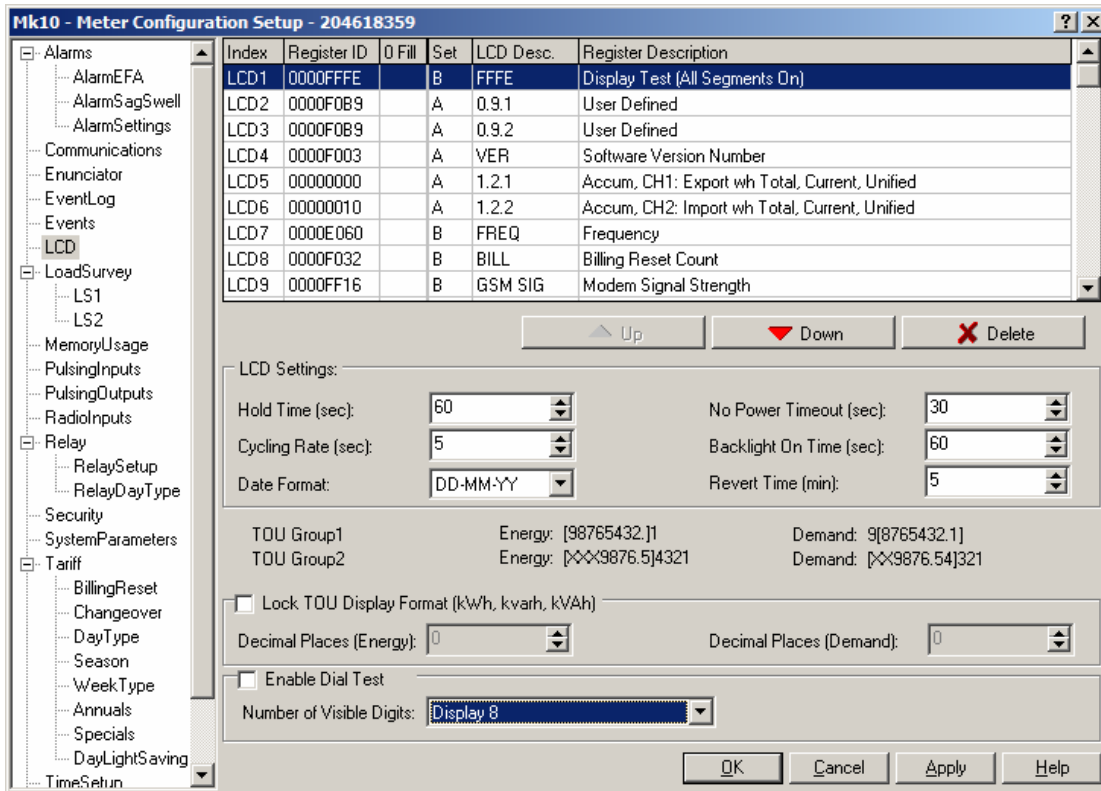 Mk10 - Meter Configuration Setup - 204618359
Alarms
AlarmEFA
AlarmSagSwell
AlarmSettings
Communications
Enunciator
EventLog
Events
LCD
LoadSurvey
LS1
LS2
MemoryUsage
PulsingInputs
PulsingOutputs
RadioInputs
Relay
RelaySetup
RelayDayType
Security
SystemParameters
Tariff
BillingReset
Changeover
DayType
Season
WeekType
Annuals
Specials
DayLightSaving
TimeSetup
Index Register ID 0 Fill Set LCD Desc. Register Description
LCD1 0000FFFE B FFFE Display Test (All Segments On)
LCD2 0000F0B9 A 0.9.1 User Defined
LCD3 0000F0B9 A 0.9.2 User Defined
LCD4 0000F003 A VER Software Version Number
LCD5 00000000 A 1.2.1 Accum, CH1: Export wh Total, Current, Unified
LCD6 00000010 A 1.2.2 Accum, CH2: Import wh Total, Current, Unified
LCD7 0000E060 B FREQ Frequency
LCD8 0000F032 B BILL Billing Reset Count
LCD9 0000FF16 B GSM SIG Modem Signal Strength
Up Down Delete
LCD Settings:
Hold Time (sec): 60 No Power Timeout (sec): 30
Cycling Rate (sec): 5 Backlight On Time (sec): 60
Date Format: DD-MM-YY Revert Time (min): 5
TOU Group1 Energy: [98765432.]1 Demand: 9[8765432.1]
TOU Group2 Energy: [XXX9876.5]4321 Demand: [XX9876.54]321
Lock TOU Display Format (kWh, kvarh, kVAh)
Decimal Places (Energy): 0 Decimal Places (Demand): 0
Enable Dial Test
Number of Visible Digits: Display 8
OK Cancel Apply Help